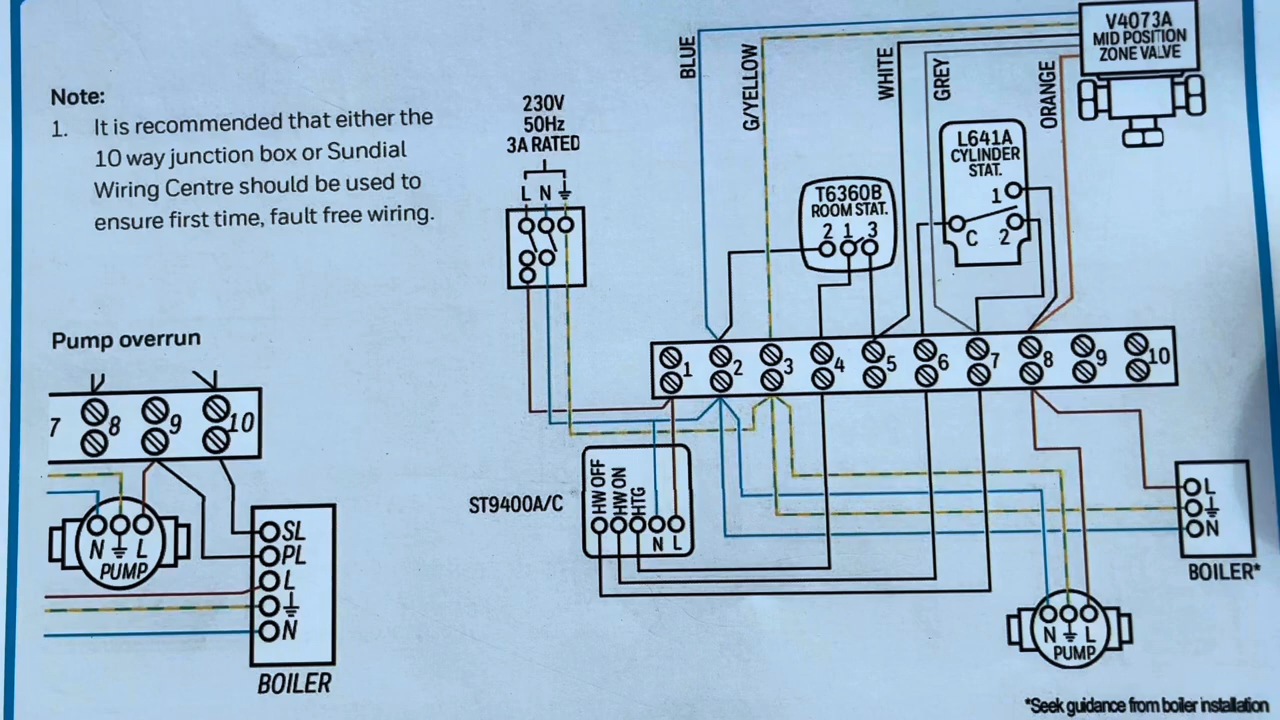 Note:
1. It is recommended that either the
10 way junction box or Sundial
Wiring Centre should be used to
ensure first time, fault free wiring.
230V
50Hz
3A RATED
L N
BLUE
G/YELLOW
WHITE
GREY
ORANGE
V4073A
MID POSITION
ZONE VALVE
T6360B
ROOM STAT.
2 1 3
L641A
CYLINDER
STAT.
1
C 2
1 2 3 4 5 6 7 8 9 10
Pump overrun
7 8 9 10
N L
PUMP
SL
PL
L
N
BOILER
ST9400A/C
HW OFF
HW ON
HTG
N L
L
N
BOILER*
N L
PUMP
*Seek guidance from boiler installation